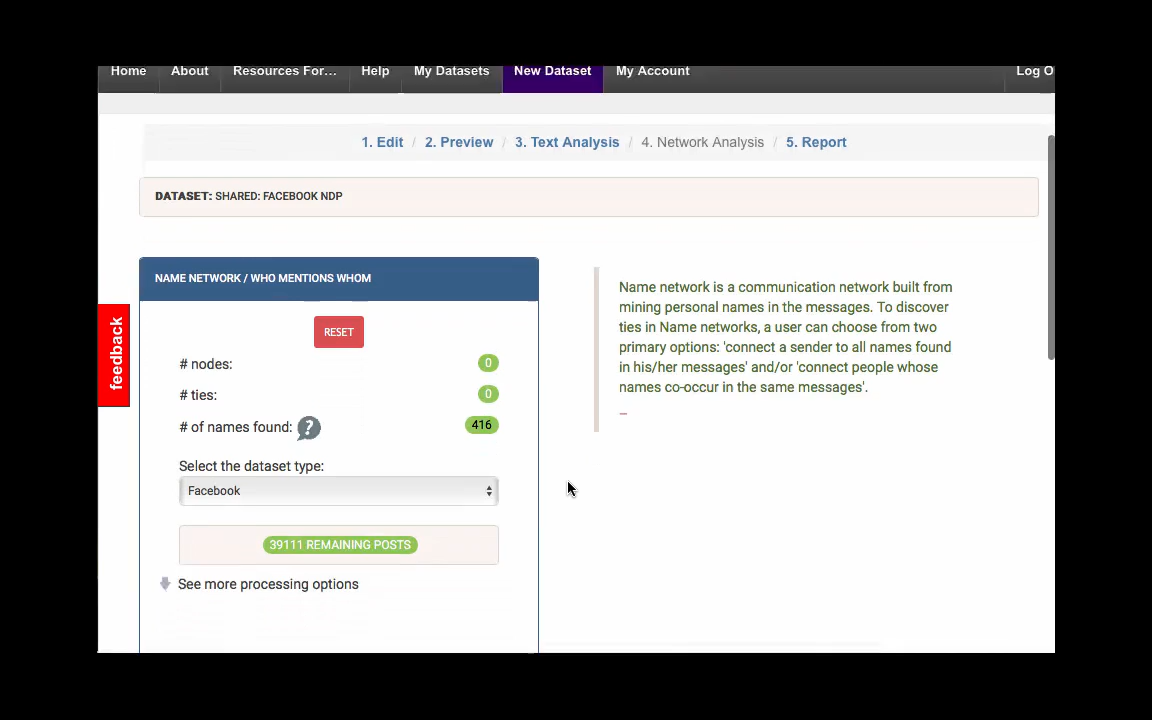 Home About Resources For... Help My Datasets New Dataset My Account Log O
1. Edit / 2. Preview / 3. Text Analysis / 4. Network Analysis / 5. Report
DATASET: SHARED: FACEBOOK NDP
NAME NETWORK / WHO MENTIONS WHOM
RESET
# nodes: 0
# ties: 0
# of names found: ? 416
Select the dataset type:
Facebook
39111 REMAINING POSTS
See more processing options
feedback
Name network is a communication network built from
mining personal names in the messages. To discover
ties in Name networks, a user can choose from two
primary options: 'connect a sender to all names found
in his/her messages' and/or 'connect people whose
names co-occur in the same messages'.
–